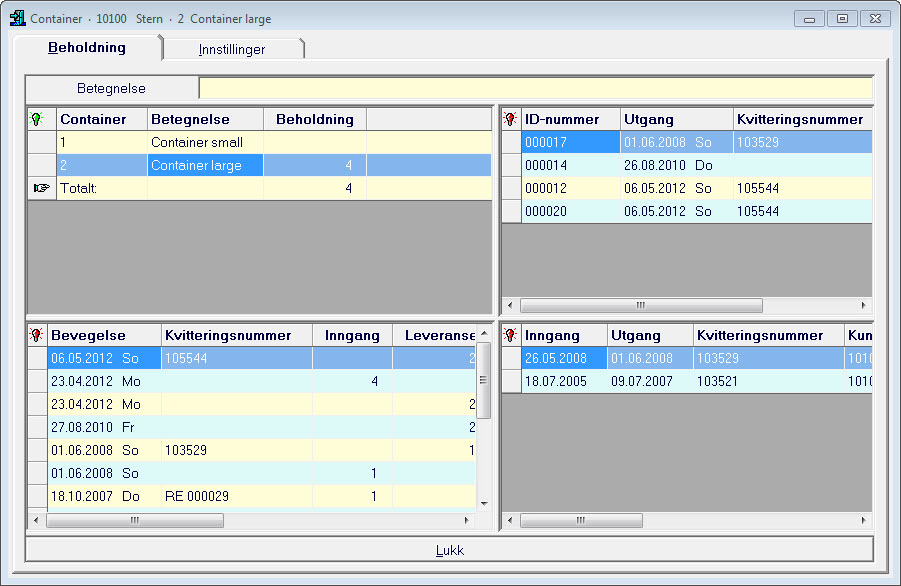 Container · 10100 Stern · 2 Container large
Beholdning Innstillinger
Betegnelse
Container Betegnelse Beholdning
1 Container small
2 Container large 4
Totalt: 4
ID-nummer Utgang Kvitteringsnummer
000017 01.06.2008 So 103529
000014 26.08.2010 Do
000012 06.05.2012 So 105544
000020 06.05.2012 So 105544
Bevegelse Kvitteringsnummer Inngang Leveranse
06.05.2012 So 105544 2
23.04.2012 Mo 4
23.04.2012 Mo 2
27.08.2010 Fr 2
01.06.2008 So 103529 1
01.06.2008 So 1
18.10.2007 Do RE 000029 1
Inngang Utgang Kvitteringsnummer Kun
26.05.2008 01.06.2008 103529 1010
18.07.2005 09.07.2007 103521 1010
Lukk